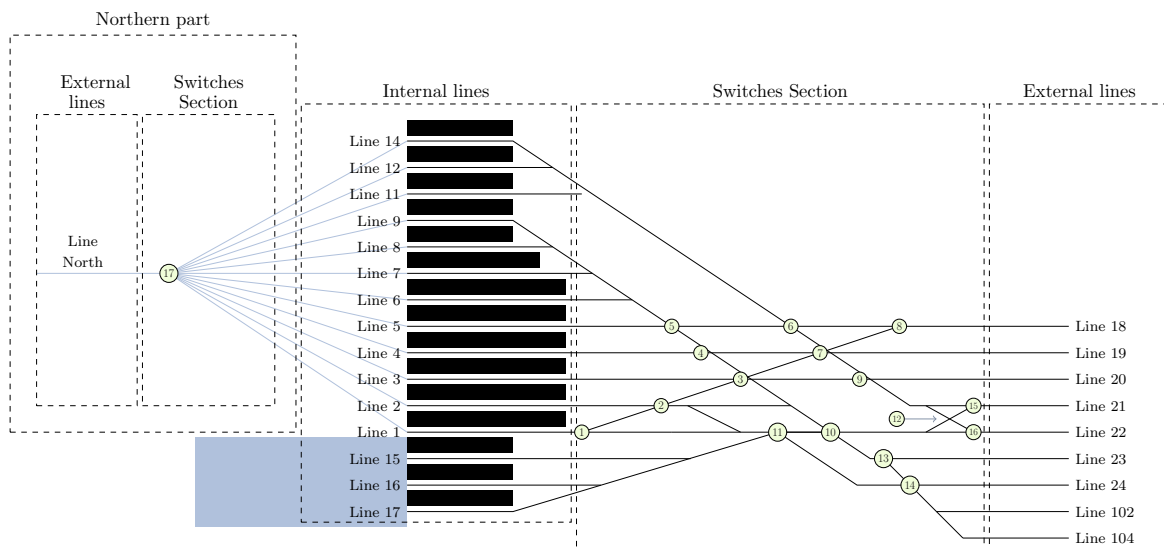 Northern part
External
lines
Switches
Section
Internal lines
Switches Section
External lines
Line 14
Line 12
Line 11
Line 9
Line 8
Line
North
17
Line 7
Line 6
Line 5
5
6
8
Line 18
Line 4
4
7
Line 19
Line 3
3
9
Line 20
Line 2
2
15
Line 21
12
Line 1
1
11
10
16
Line 22
Line 15
13
Line 23
Line 16
14
Line 24
Line 17
Line 102
Line 104